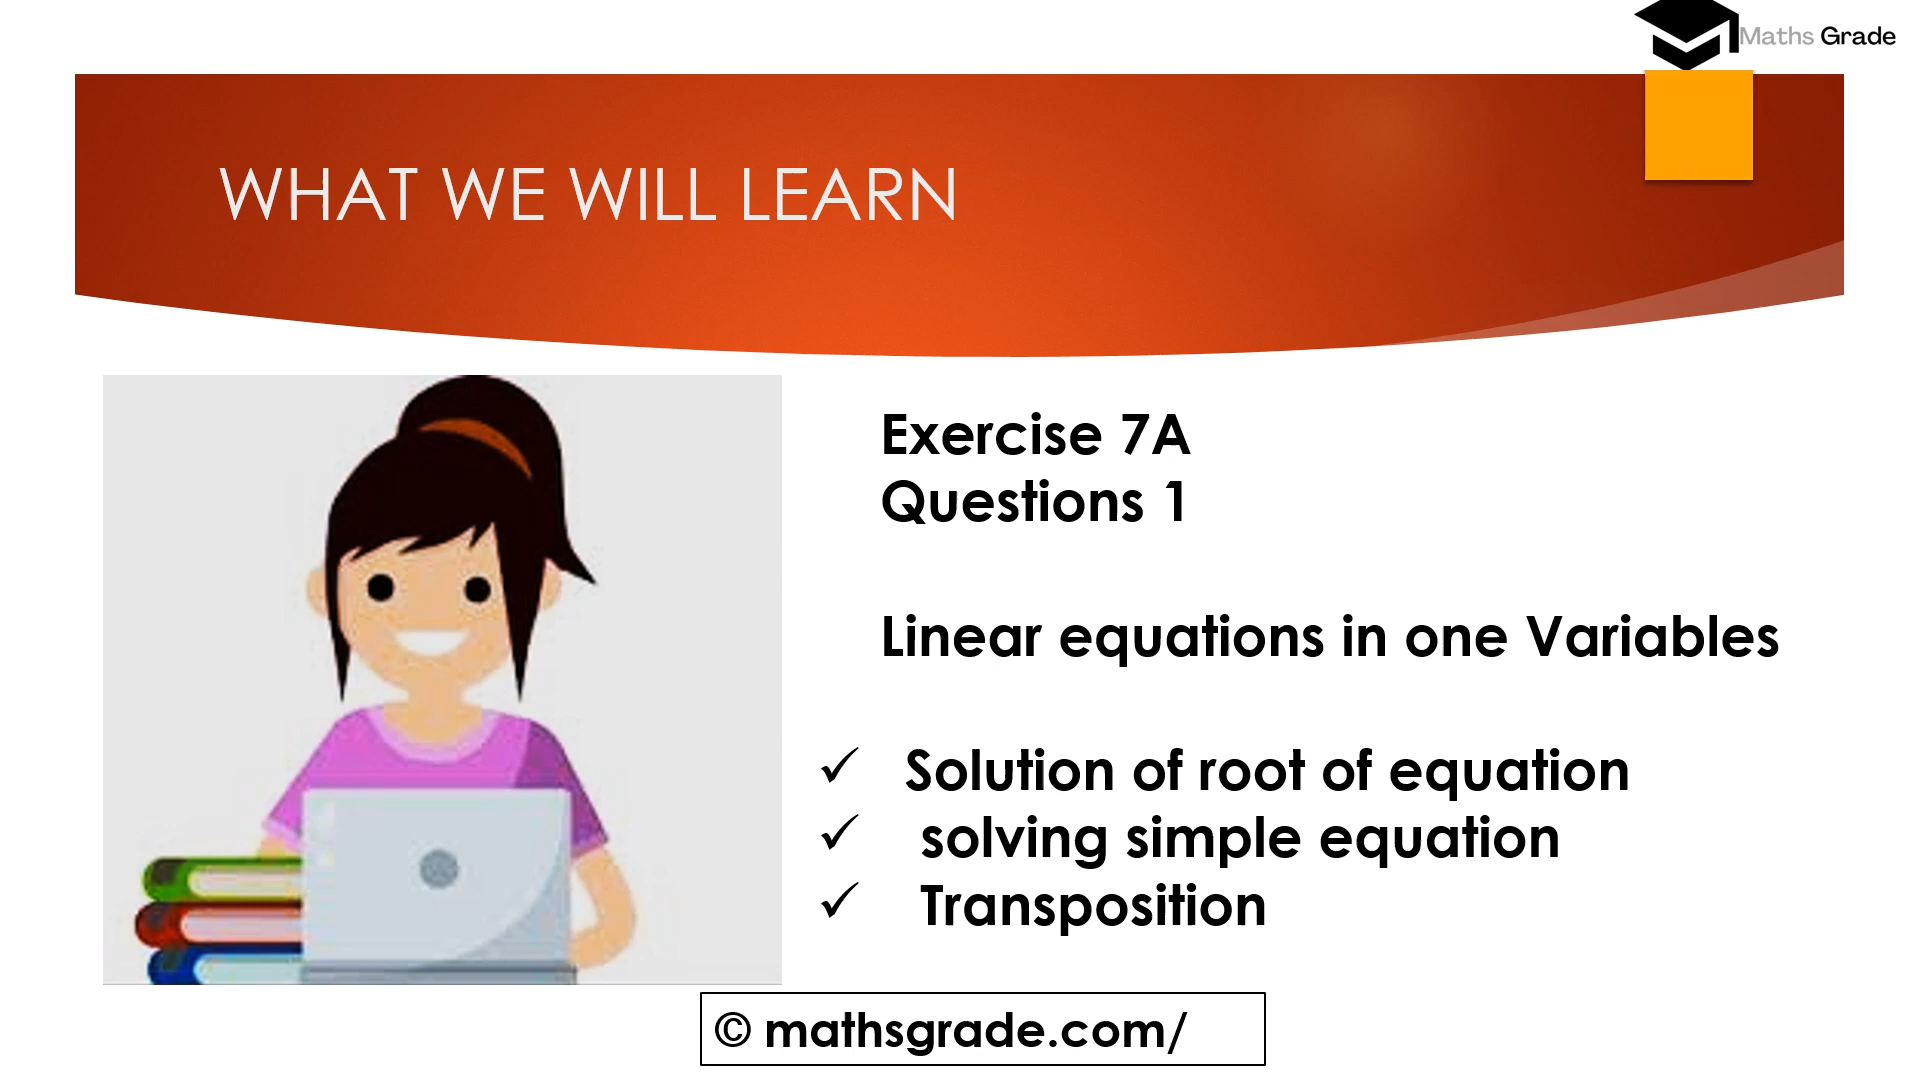 Maths Grade
WHAT WE WILL LEARN
Exercise 7A
Questions 1
Linear equations in one Variables
✓ Solution of root of equation
✓ solving simple equation
✓ Transposition
© mathsgrade.com/